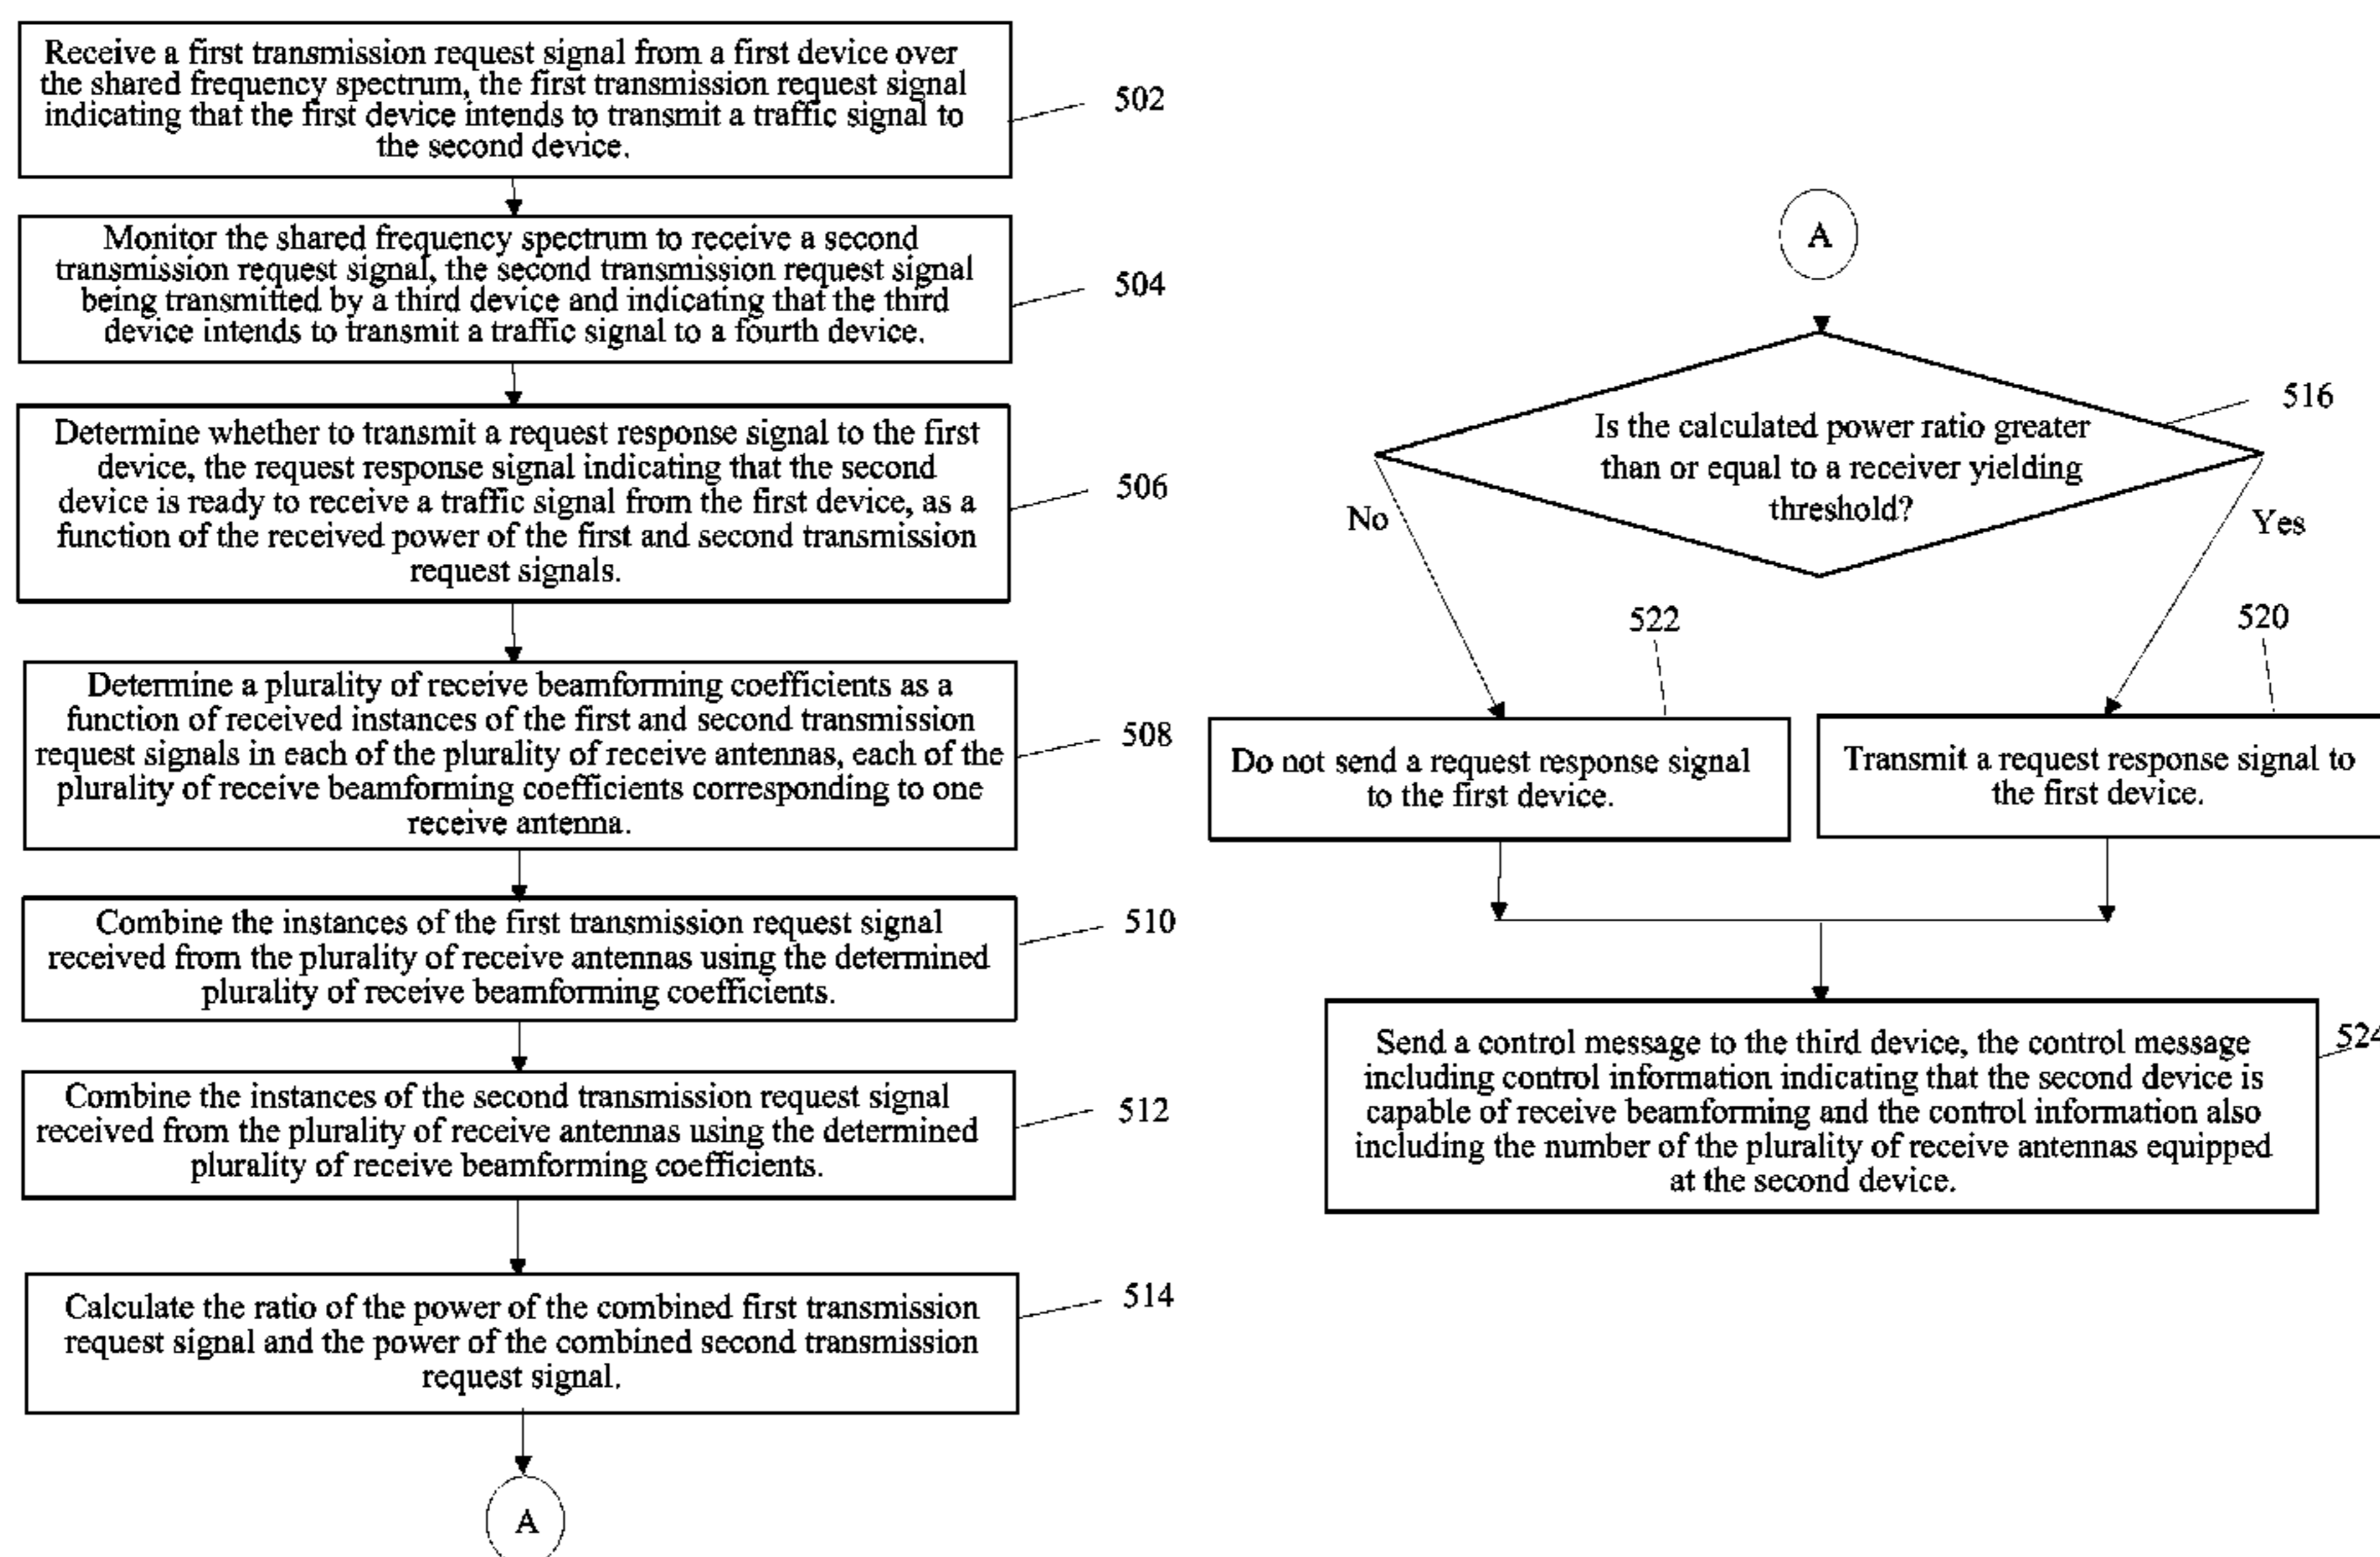 Receive a first transmission request signal from a first device over
the shared frequency spectrum, the first transmission request signal
indicating that the first device intends to transmit a traffic signal to
the second device.
502
Monitor the shared frequency spectrum to receive a second
transmission request signal, the second transmission request signal
being transmitted by a third device and indicating that the third
device intends to transmit a traffic signal to a fourth device.
504
Determine whether to transmit a request response signal to the first
device, the request response signal indicating that the second
device is ready to receive a traffic signal from the first device, as a
function of the received power of the first and second transmission
request signals.
506
Determine a plurality of receive beamforming coefficients as a
function of received instances of the first and second transmission
request signals in each of the plurality of receive antennas, each of the
plurality of receive beamforming coefficients corresponding to one
receive antenna.
508
Combine the instances of the first transmission request signal
received from the plurality of receive antennas using the determined
plurality of receive beamforming coefficients.
510
Combine the instances of the second transmission request signal
received from the plurality of receive antennas using the determined
plurality of receive beamforming coefficients.
512
Calculate the ratio of the power of the combined first transmission
request signal and the power of the combined second transmission
request signal.
514
A
A
Is the calculated power ratio greater
than or equal to a receiver yielding
threshold?
516
No
Yes
522
520
Do not send a request response signal
to the first device.
Transmit a request response signal to
the first device.
Send a control message to the third device, the control message
including control information indicating that the second device is
capable of receive beamforming and the control information also
including the number of the plurality of receive antennas equipped
at the second device.
524